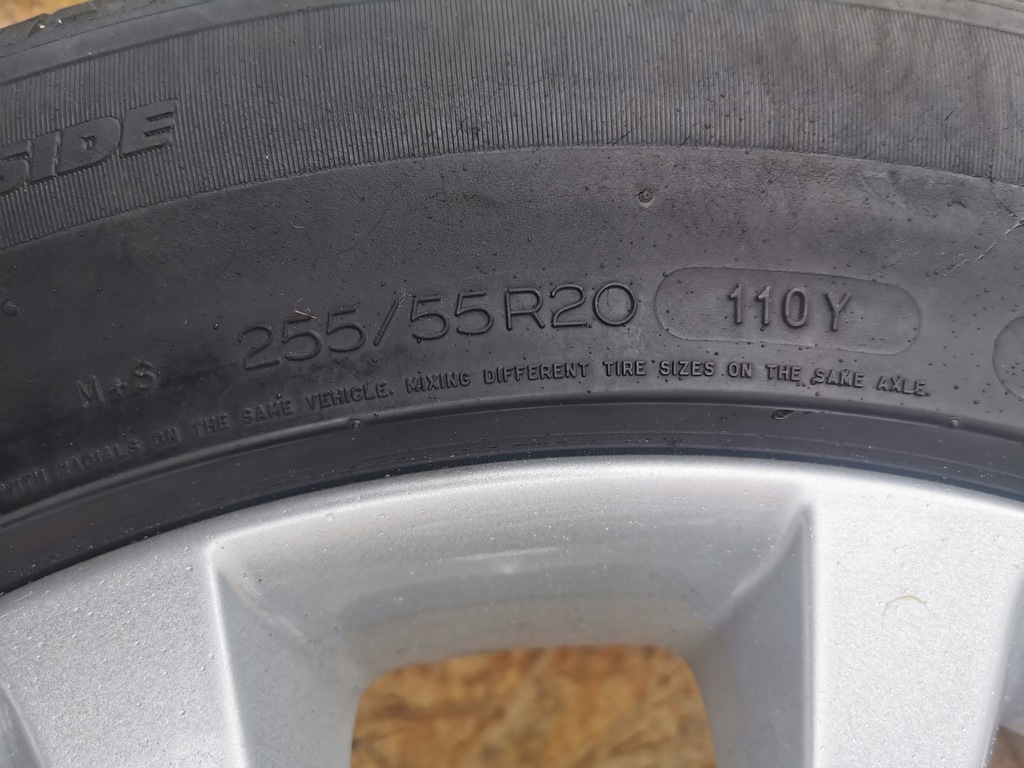 SIDE
M+S 255/55R20 110Y
WITH RADIALS ON THE SAME VEHICLE. MIXING DIFFERENT TIRE SIZES ON THE SAME AXLE.